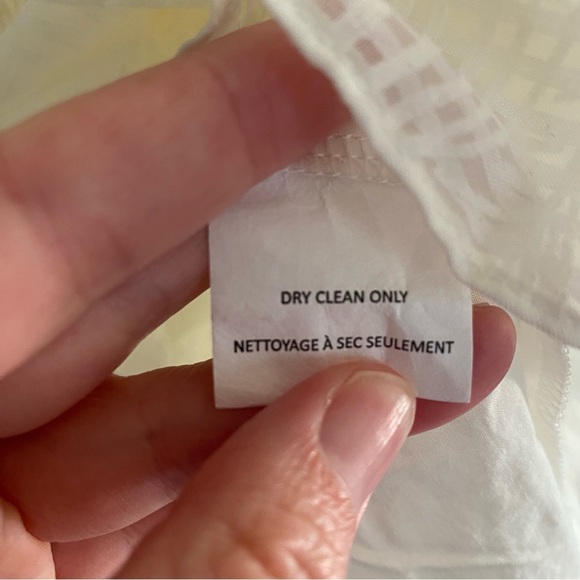 DRY CLEAN ONLY
NETTOYAGE À SEC SEULEMENT